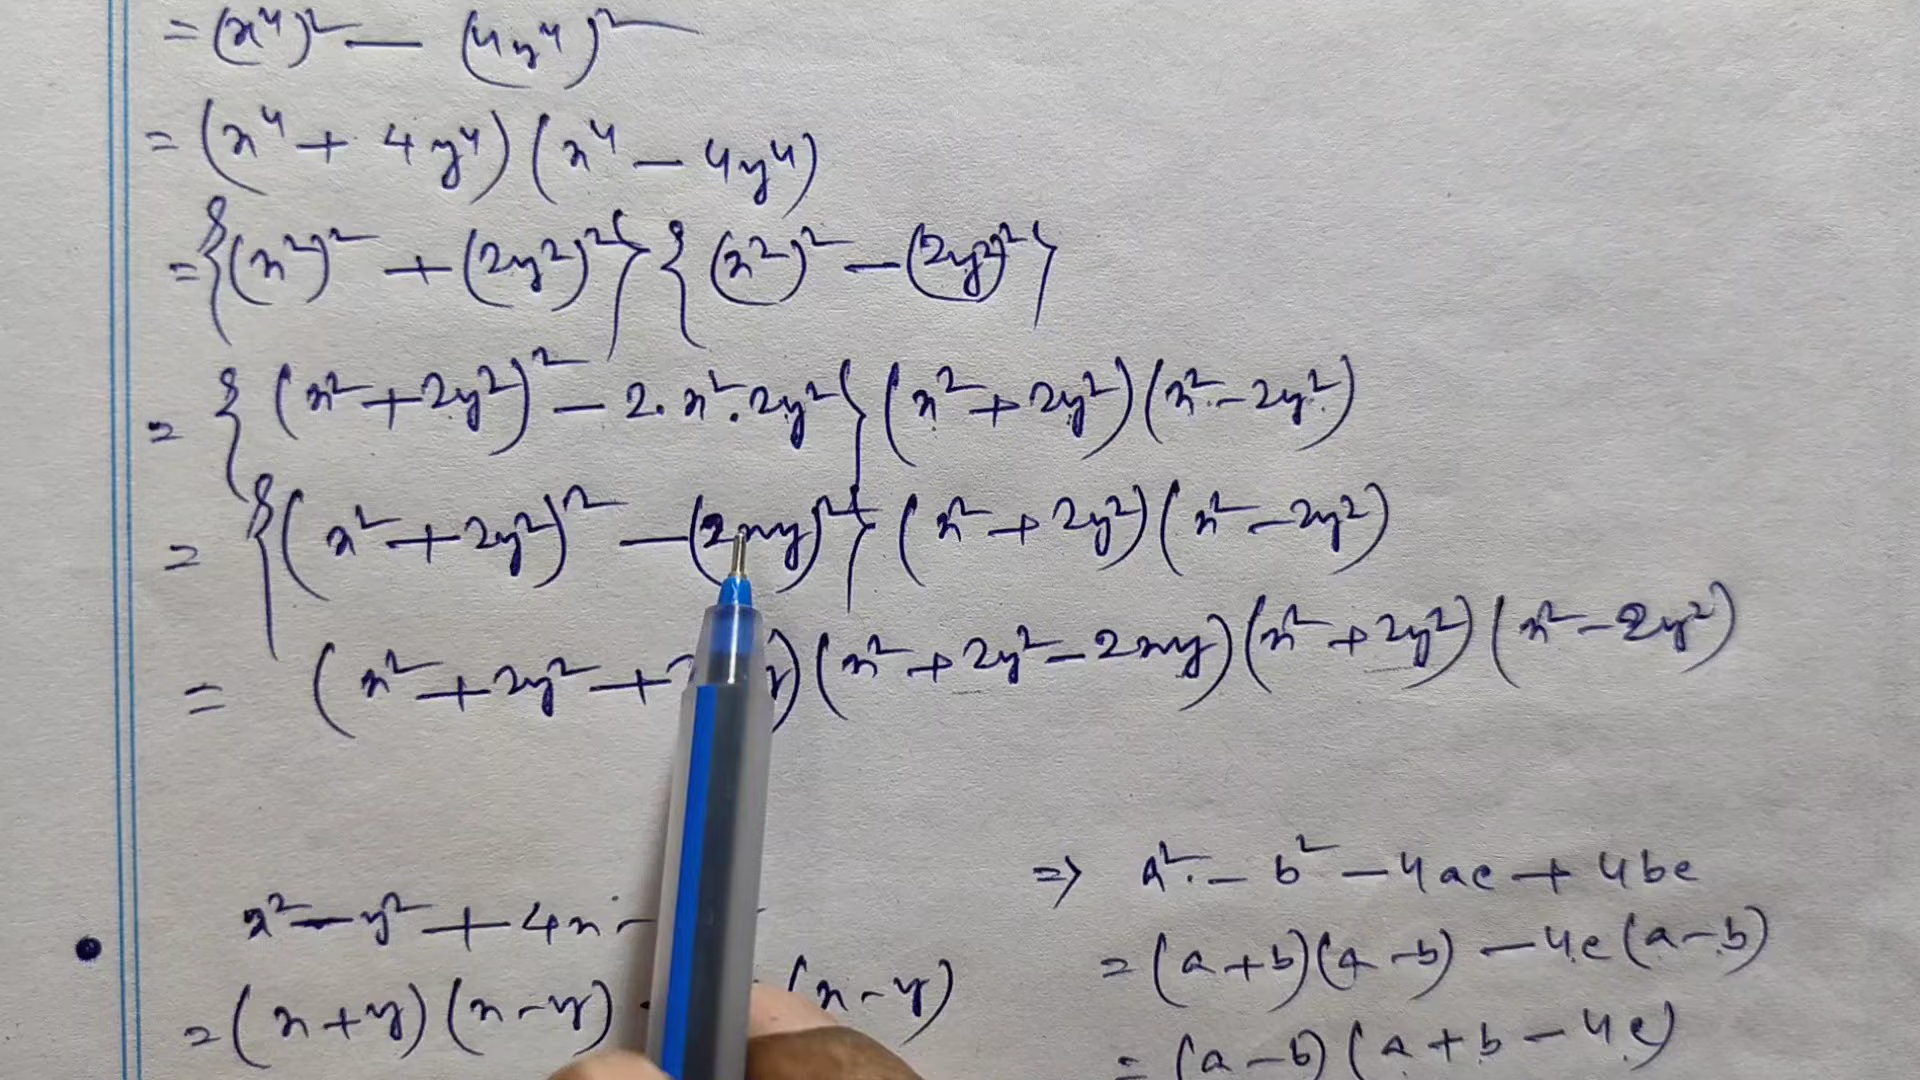 = (x⁴)² - (4y⁴)²
= (x⁴ + 4y⁴) (x⁴ - 4y⁴)
= {(x²)² + (2y²)²} {(x²)² - (2y²)²}
= {(x² + 2y²)² - 2.x².2y²} (x² + 2y²) (x² - 2y²)
= {(x² + 2y²)² - (2xy)²} (x² + 2y²) (x² - 2y²)
= (x² + 2y² + 2 y) (x² + 2y² - 2xy) (x² + 2y²) (x² - 2y²)
x² - y² + 4x -
= (x + y) (x - y) (x - y)
⇒ a² - b² - 4ac + 4bc
= (a + b) (a - b) - 4c (a - b)
= (a - b) (a + b - 4c)